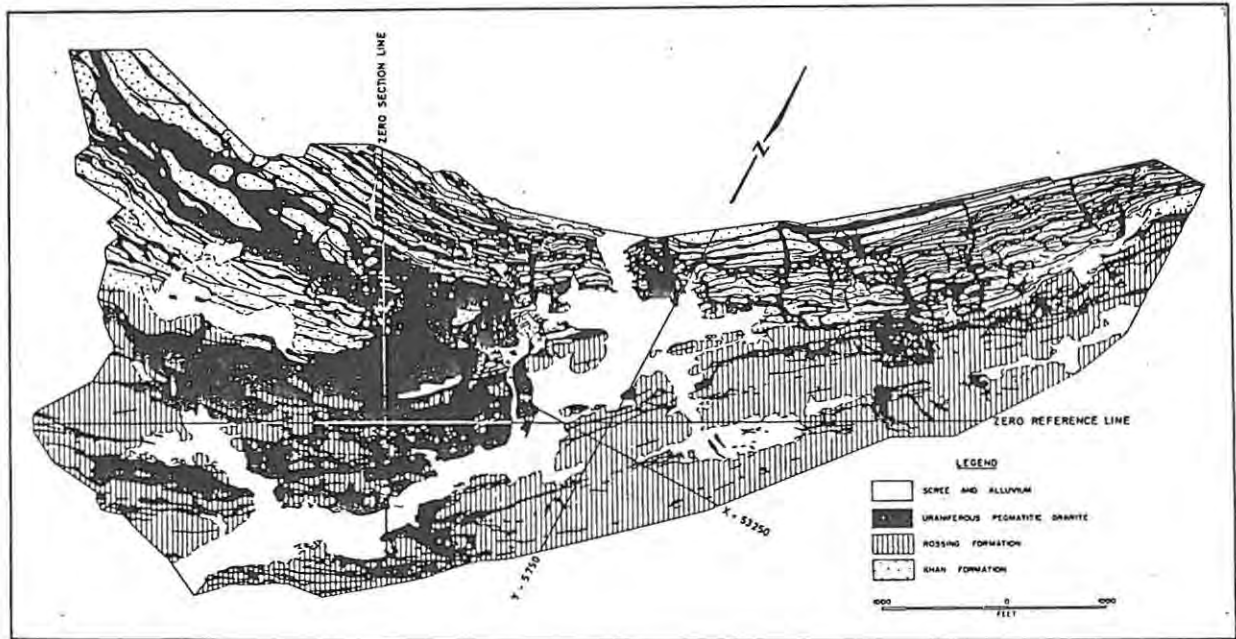 ZERO SECTION LINE
Z
ZERO REFERENCE LINE
X = 53250
Y = 5750
LEGEND
SCREE AND ALLUVIUM
URANIFEROUS PEGMATITIC GRANITE
ROSSING FORMATION
KHAN FORMATION
1000 0 1000
FEET